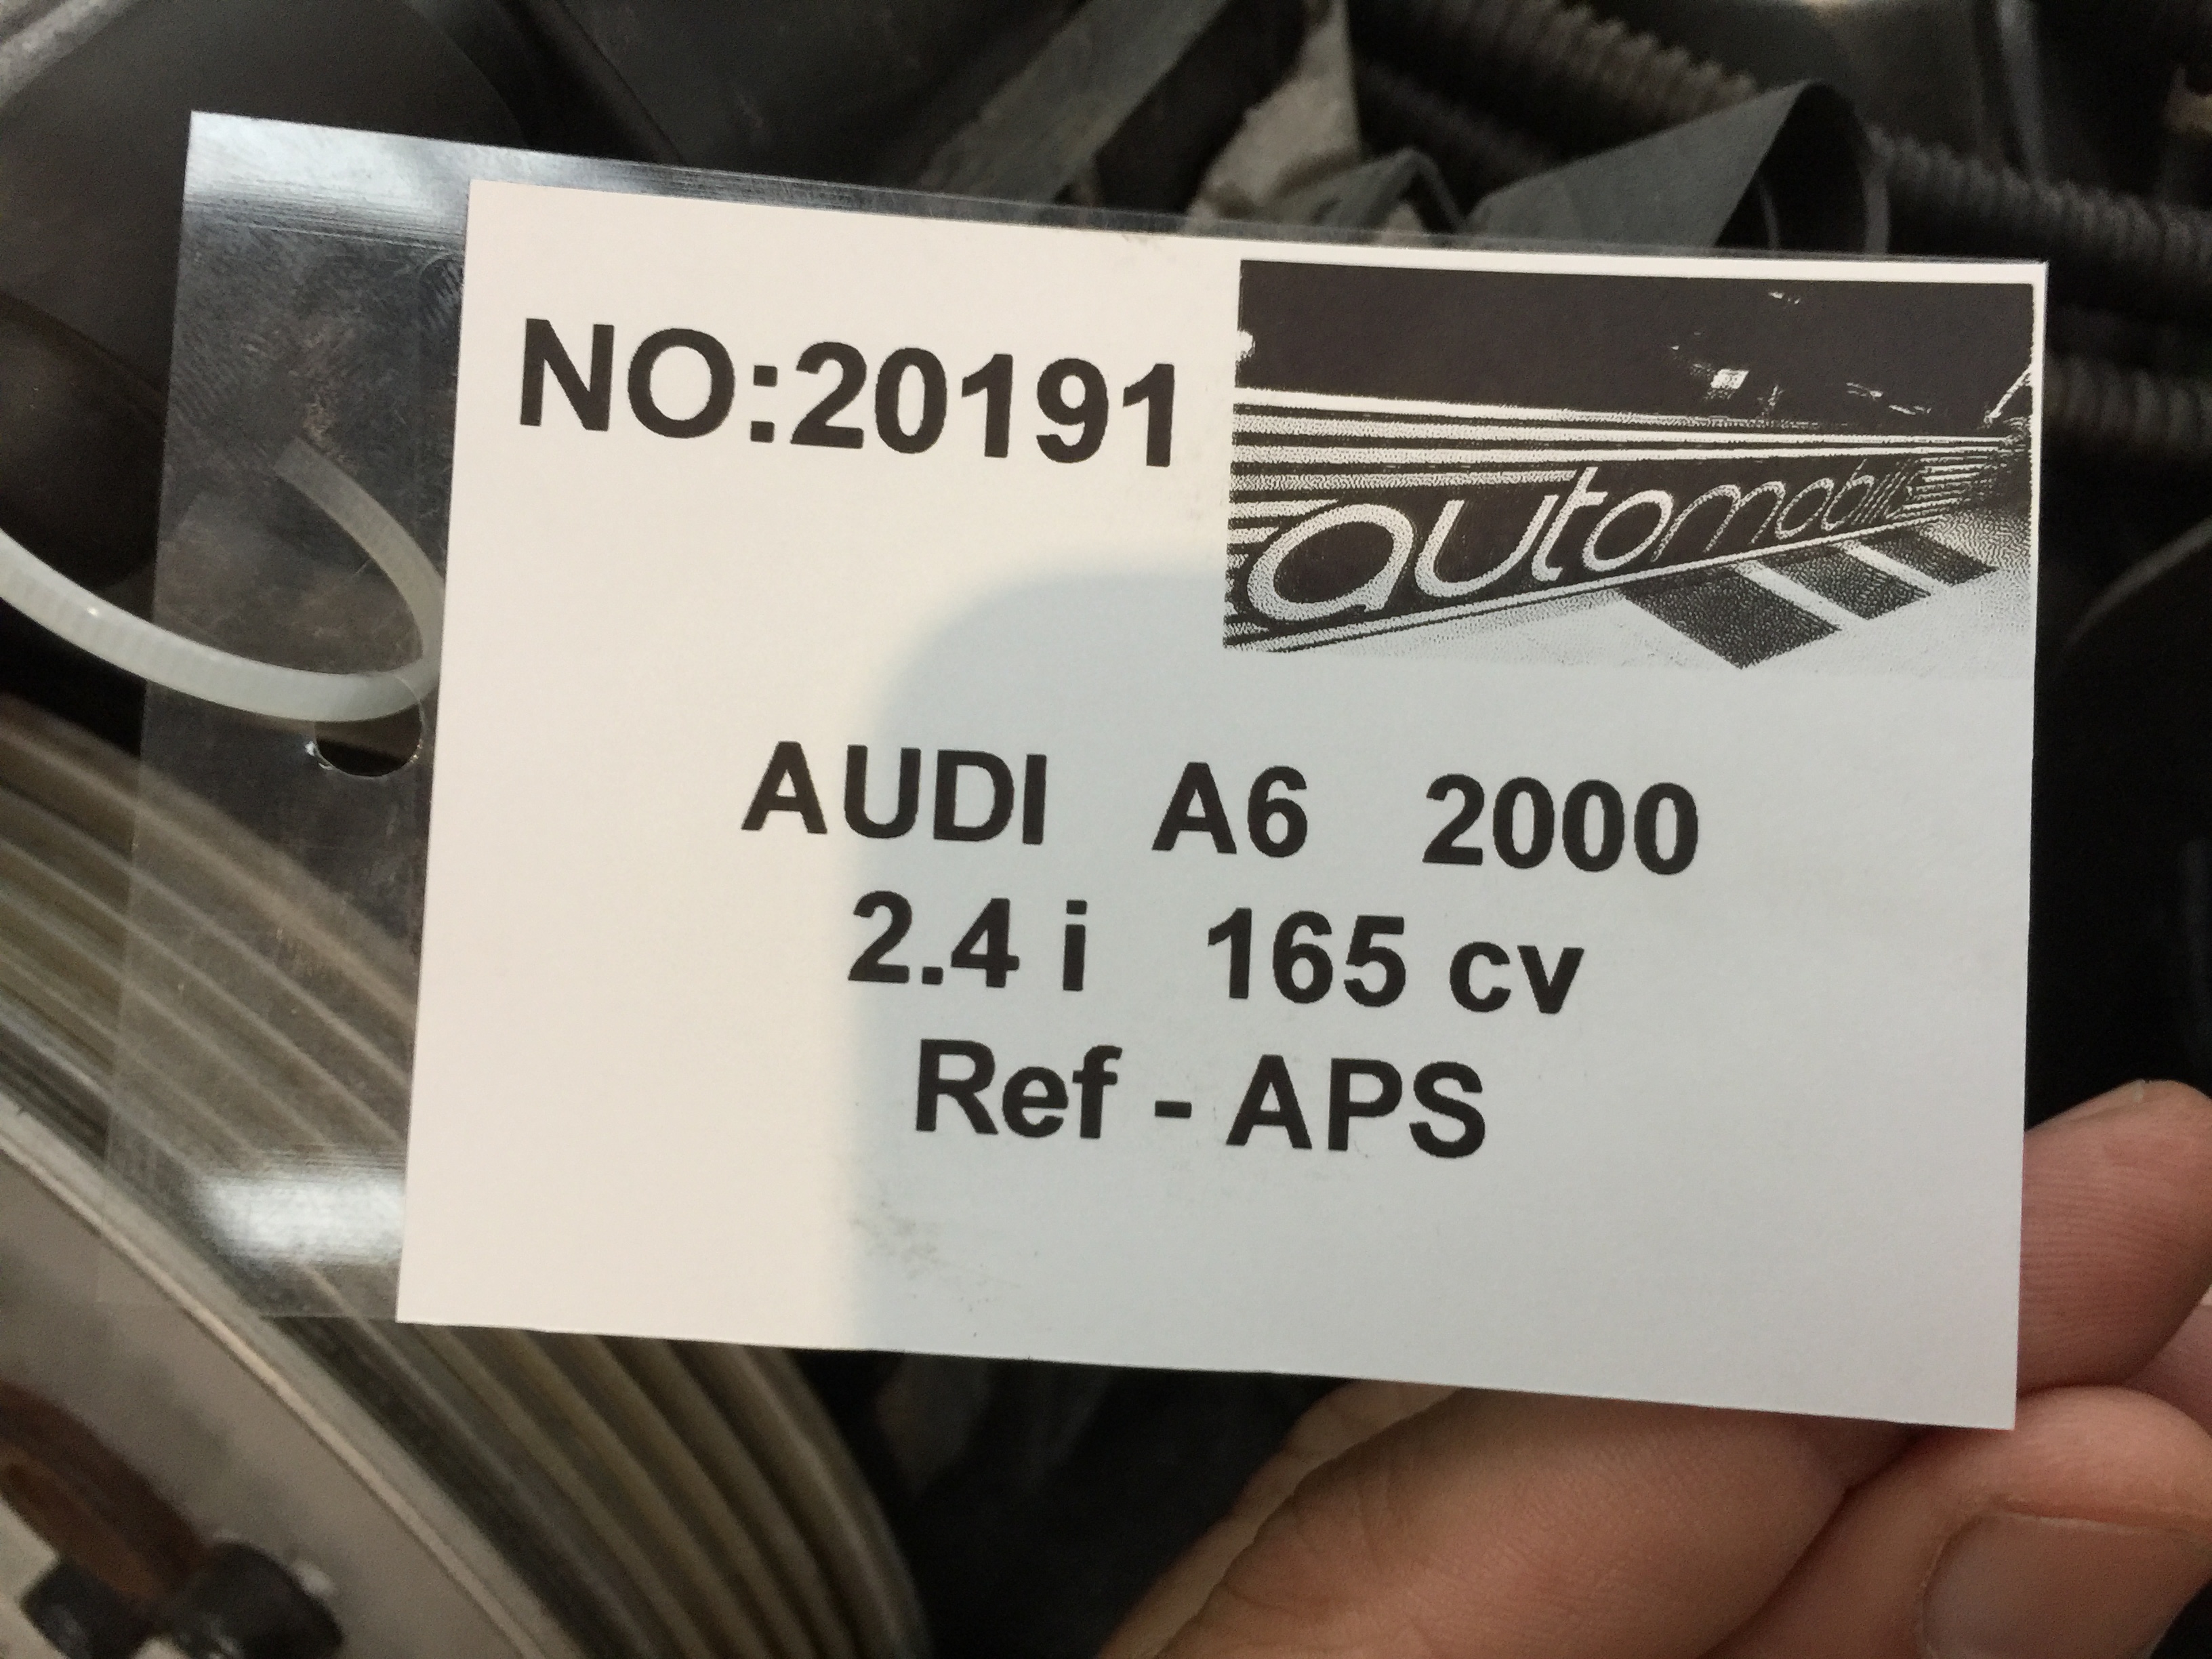 NO:20191
automobile
AUDI A6 2000
2.4 i 165 cv
Ref - APS